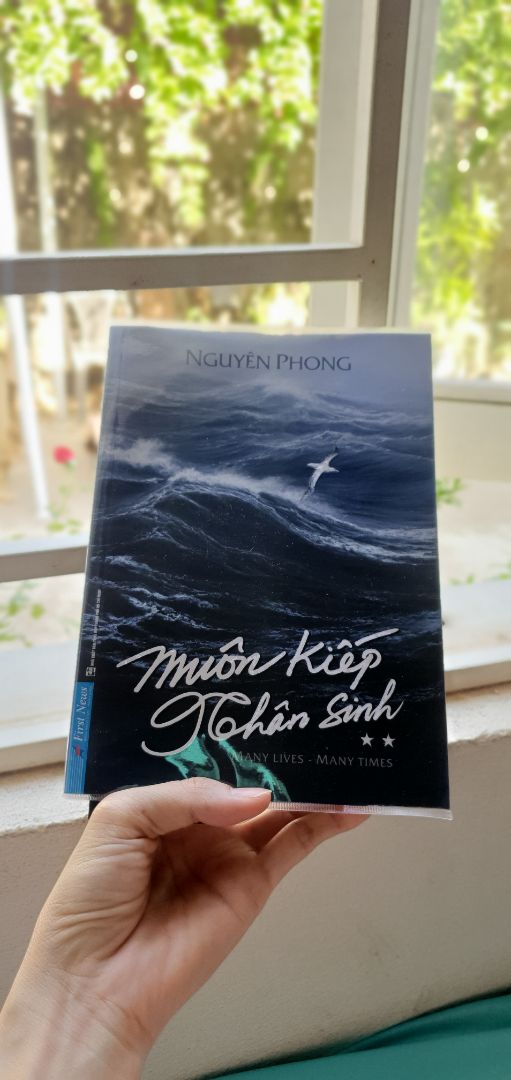 NGUYÊN PHONG
Muôn Kiếp
Nhân Sinh
★★
MANY LIVES - MANY TIMES
First News